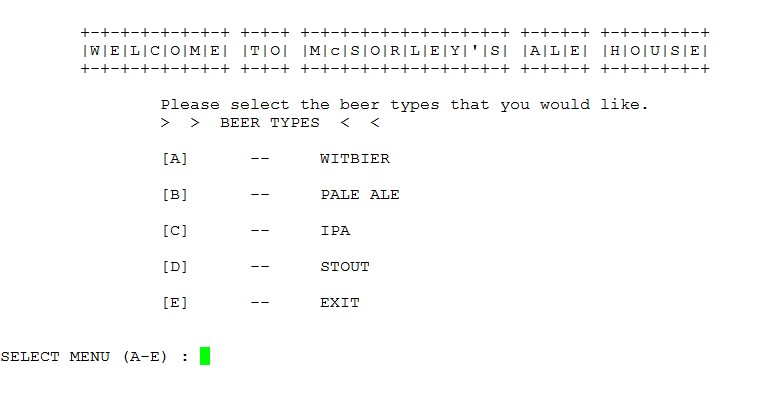 +-+-+-+-+-+-+-+ +-+-+ +-+-+-+-+-+-+-+-+-+-+ +-+-+-+ +-+-+-+-+-+
|W|E|L|C|O|M|E| |T|O| |M|c|S|O|R|L|E|Y|'|S| |A|L|E| |H|O|U|S|E|
+-+-+-+-+-+-+-+ +-+-+ +-+-+-+-+-+-+-+-+-+-+ +-+-+-+ +-+-+-+-+-+
Please select the beer types that you would like.
> > BEER TYPES < <
[A] -- WITBIER
[B] -- PALE ALE
[C] -- IPA
[D] -- STOUT
[E] -- EXIT
SELECT MENU (A-E) :